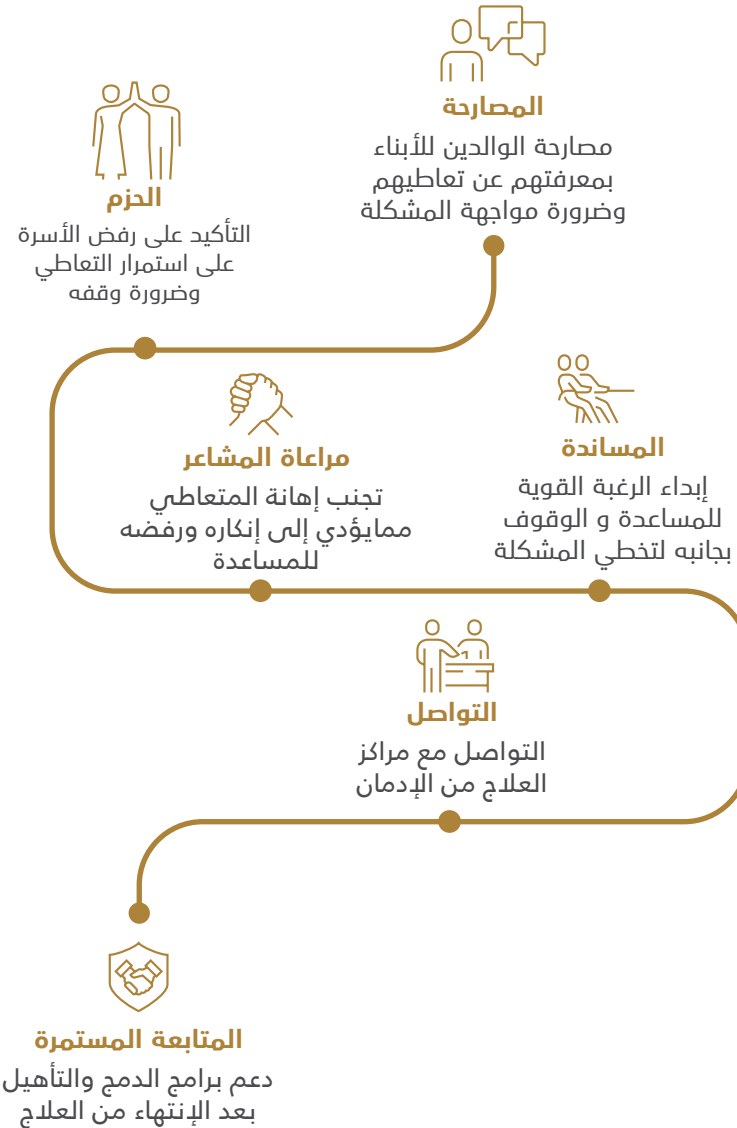 المصارحة
مصارحة الوالدين للأبناء
بمعرفتهم عن تعاطيهم
وضرورة مواجهة المشكلة
الحزم
التأكيد على رفض الأسرة
على استمرار التعاطي
وضرورة وقفه
مراعاة المشاعر
تجنب إهانة المتعاطي
ممايؤدي إلى إنكاره ورفضه
للمساعدة
المساندة
إبداء الرغبة القوية
للمساعدة و الوقوف
بجانبه لتخطي المشكلة
التواصل
التواصل مع مراكز
العلاج من الإدمان
المتابعة المستمرة
دعم برامج الدمج والتأهيل
بعد الإنتهاء من العلاج